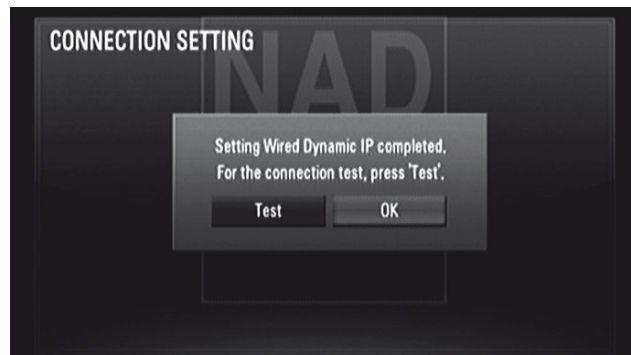 CONNECTION SETTING
NAD
Setting Wired Dynamic IP completed.
For the connection test, press 'Test'.
Test
OK